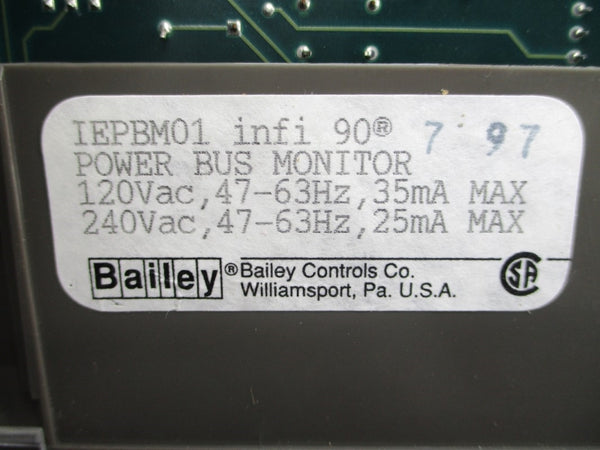 IEPBM01 infi 90® 7 97
POWER BUS MONITOR
120Vac,47-63Hz,35mA MAX
240Vac,47-63Hz,25mA MAX
Bailey® Bailey Controls Co.
Williamsport, Pa. U.S.A.
CSA